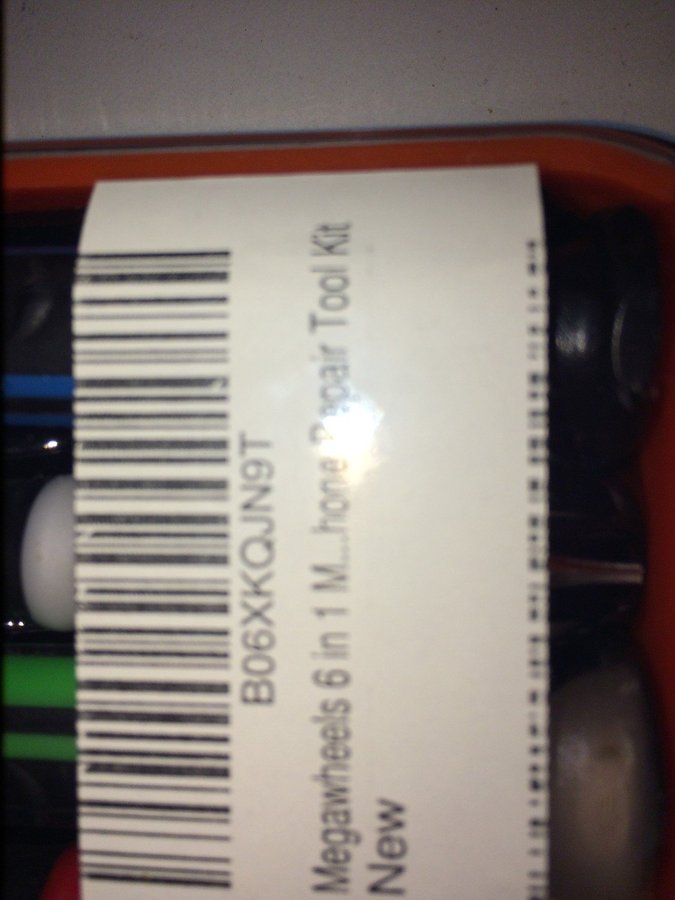 B06XKQJN9T
Megawheels 6 in 1 M...hone Repair Tool Kit
New